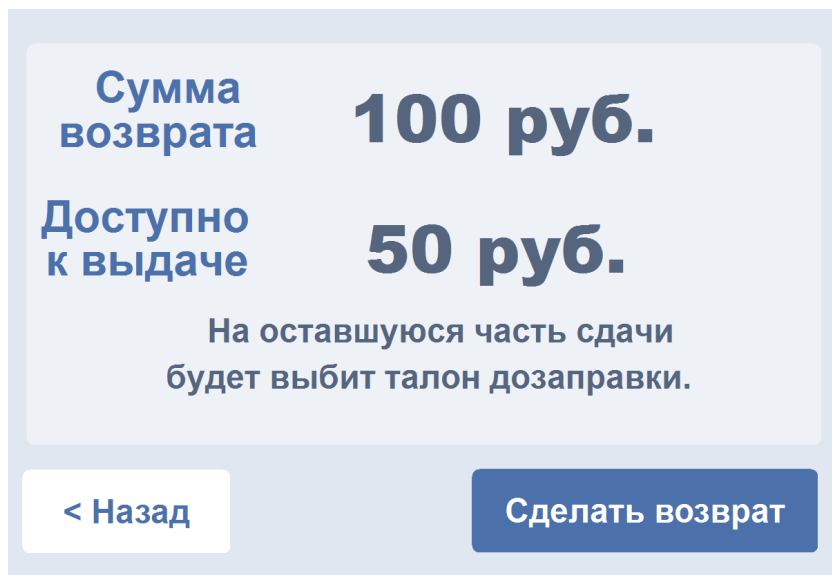 Сумма
возврата
100 руб.
Доступно
к выдаче
50 руб.
На оставшуюся часть сдачи
будет выбит талон дозаправки.
< Назад
Сделать возврат